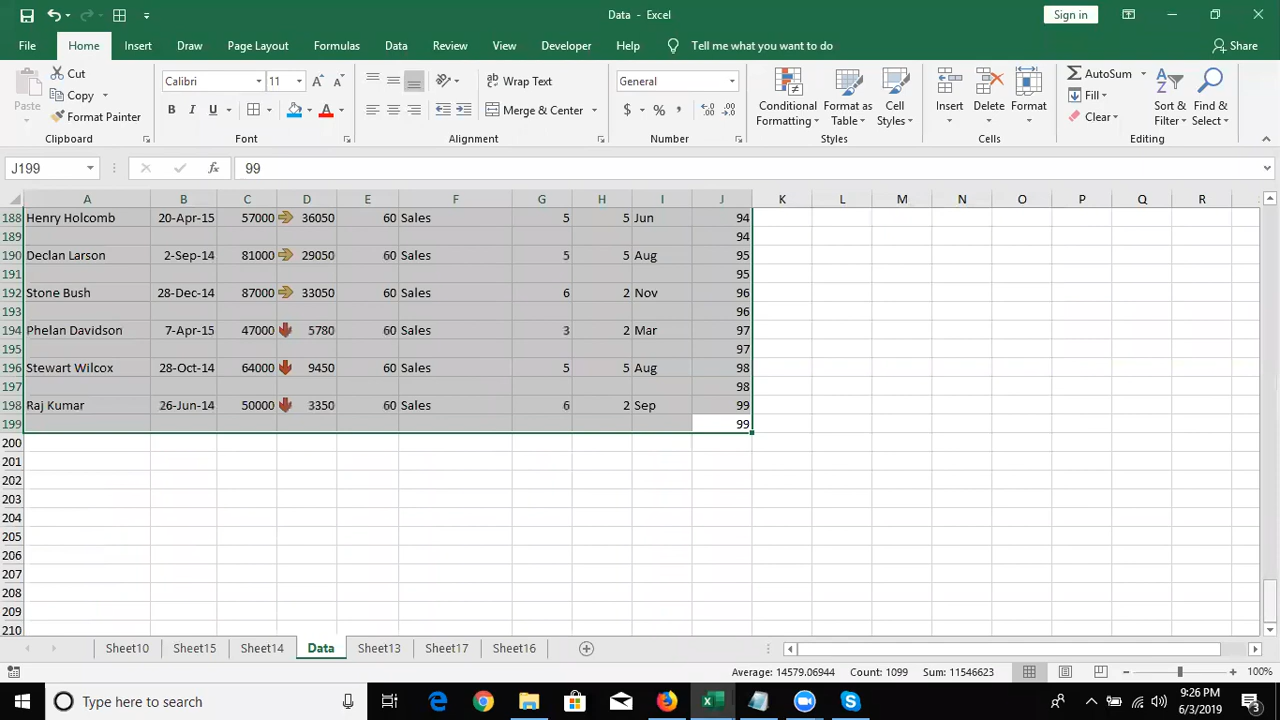 Data - Excel
Sign in
File Home Insert Draw Page Layout Formulas Data Review View Developer Help Tell me what you want to do Share
Paste
Cut
Copy
Format Painter
Clipboard
Calibri 11
B I U
Font
Wrap Text
Merge & Center
Alignment
General
$ % ,
Number
Conditional Formatting
Format as Table
Cell Styles
Styles
Insert
Delete
Format
Cells
AutoSum
Fill
Clear
Sort & Filter
Find & Select
Editing
J199 fx 99
A B C D E F G H I J K L M N O P Q R
188 Henry Holcomb 20-Apr-15 57000 36050 60 Sales 5 5 Jun 94
189 94
190 Declan Larson 2-Sep-14 81000 29050 60 Sales 5 5 Aug 95
191 95
192 Stone Bush 28-Dec-14 87000 33050 60 Sales 6 2 Nov 96
193 96
194 Phelan Davidson 7-Apr-15 47000 5780 60 Sales 3 2 Mar 97
195 97
196 Stewart Wilcox 28-Oct-14 64000 9450 60 Sales 5 5 Aug 98
197 98
198 Raj Kumar 26-Jun-14 50000 3350 60 Sales 6 2 Sep 99
199 99
200
201
202
203
204
205
206
207
208
209
210
Sheet10 Sheet15 Sheet14 Data Sheet13 Sheet17 Sheet16
Average: 14579.06944 Count: 1099 Sum: 11546623 100%
Type here to search
9:26 PM
6/3/2019
3